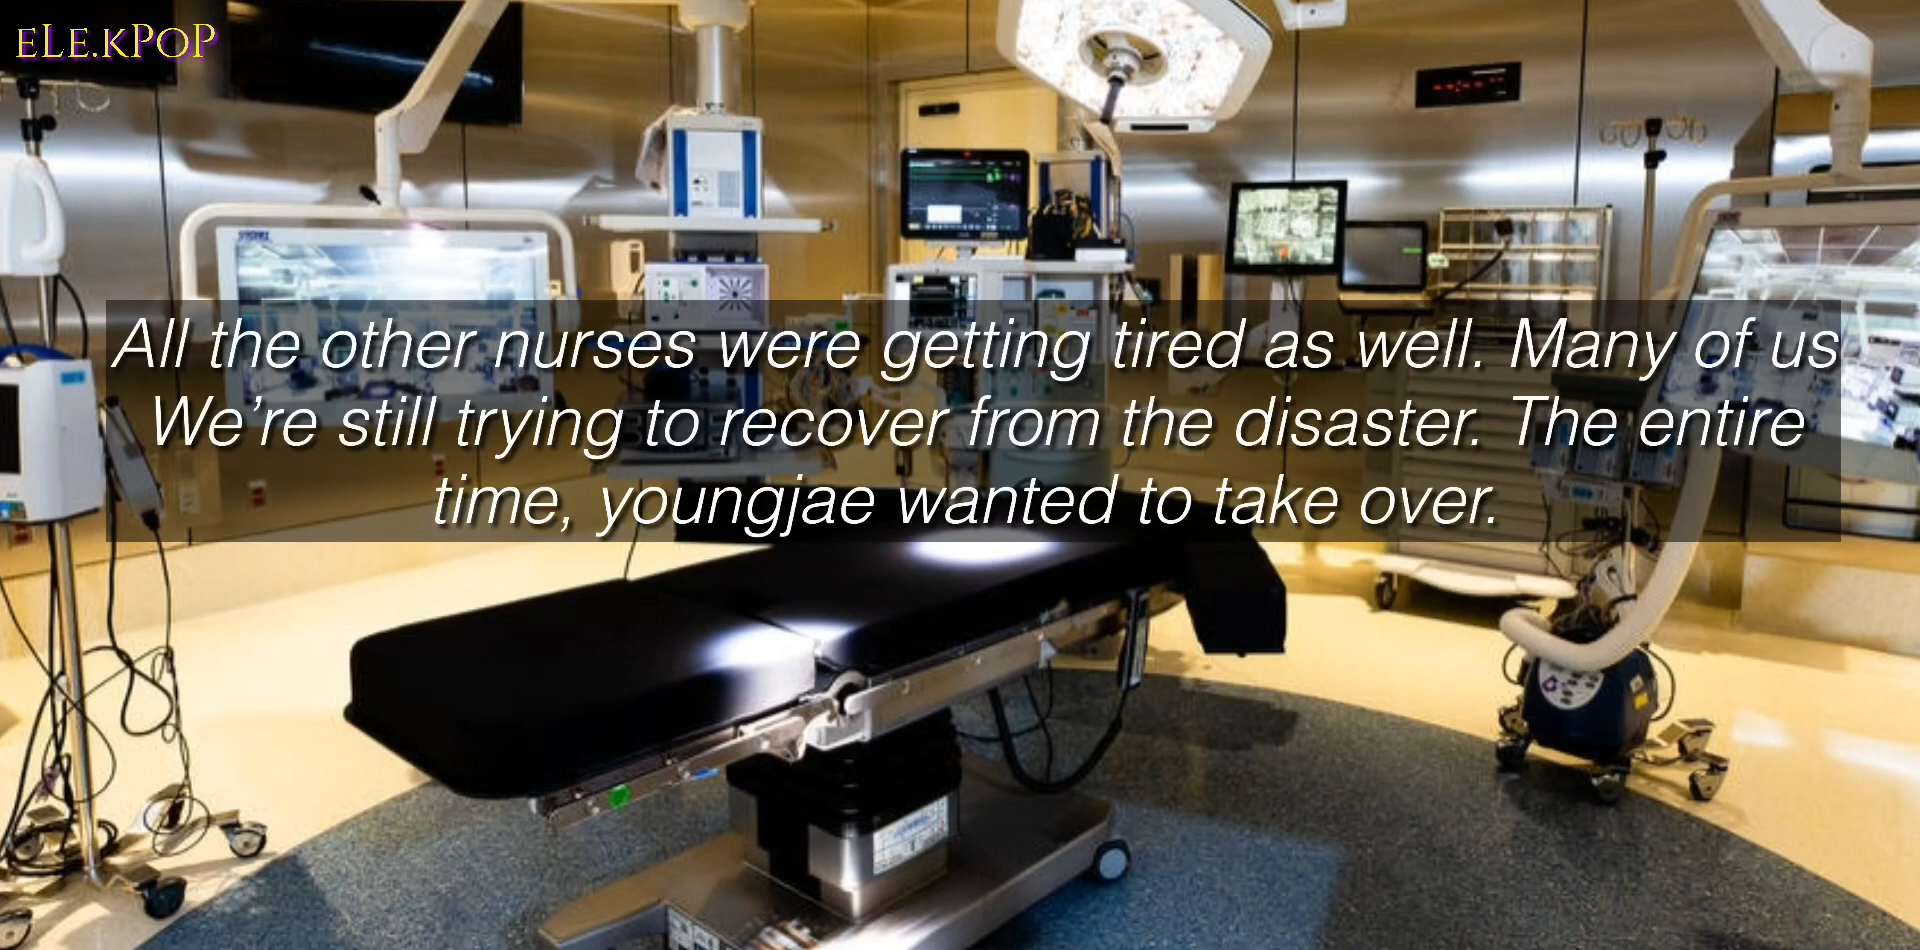 ELE.KPOP
All the other nurses were getting tired as well. Many of us
We’re still trying to recover from the disaster. The entire
time, youngjae wanted to take over.